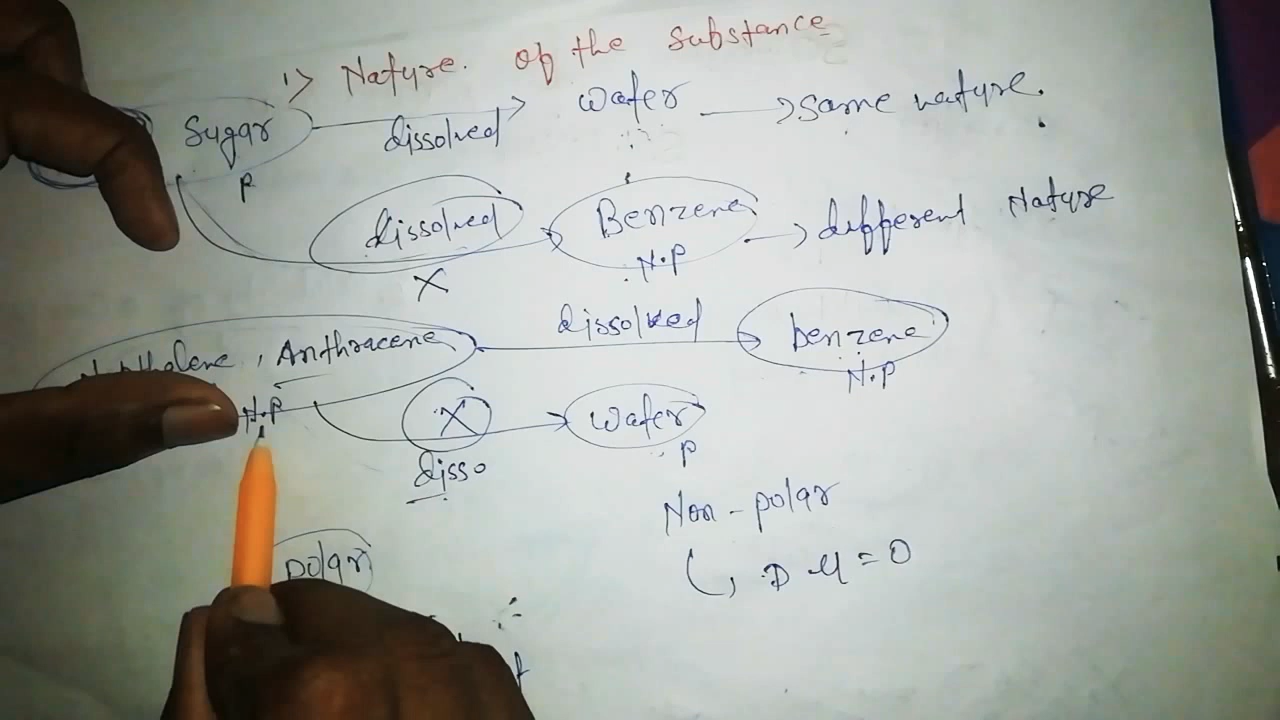 1> Nature. of the substance
Sugar dissolved water → same nature.
P
dissolved Benzene → different Nature
X N.P
Anthracene dissolved benzene
N.P N.P
X water
disso P
Non-polar
polar D M = 0